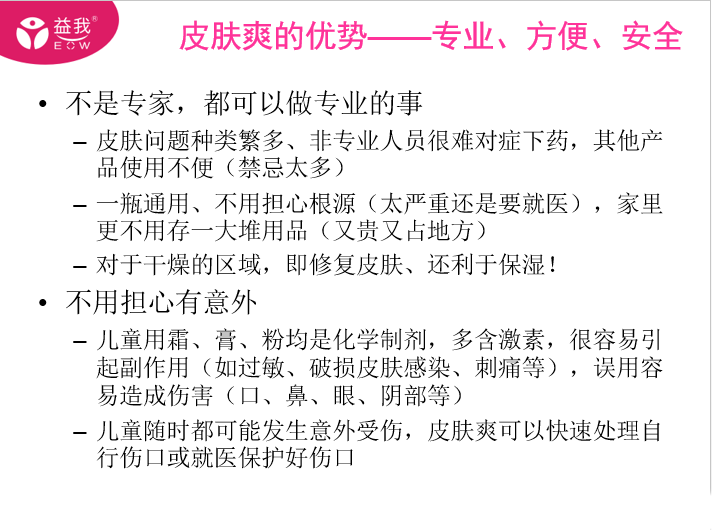 益我®
EOW
皮肤爽的优势——专业、方便、安全
• 不是专家，都可以做专业的事
– 皮肤问题种类繁多、非专业人员很难对症下药，其他产
品使用不便（禁忌太多）
– 一瓶通用、不用担心根源（太严重还是要就医），家里
更不用存一大堆用品（又贵又占地方）
– 对于干燥的区域，即修复皮肤、还利于保湿！
• 不用担心有意外
– 儿童用霜、膏、粉均是化学制剂，多含激素，很容易引
起副作用（如过敏、破损皮肤感染、刺痛等），误用容
易造成伤害（口、鼻、眼、阴部等）
– 儿童随时都可能发生意外受伤，皮肤爽可以快速处理自
行伤口或就医保护好伤口